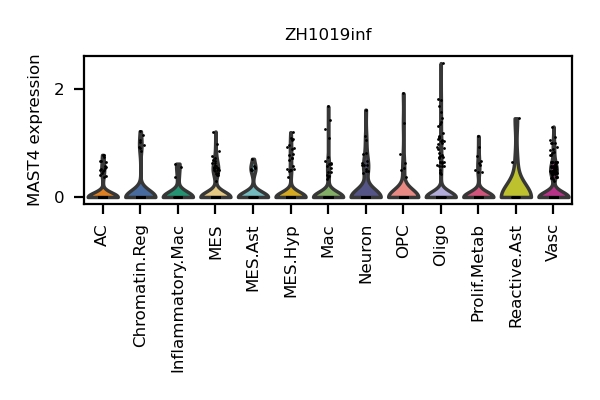 ZH1019inf
MAST4 expression
2
0
AC
Chromatin.Reg
Inflammatory.Mac
MES
MES.Ast
MES.Hyp
Mac
Neuron
OPC
Oligo
Prolif.Metab
Reactive.Ast
Vasc